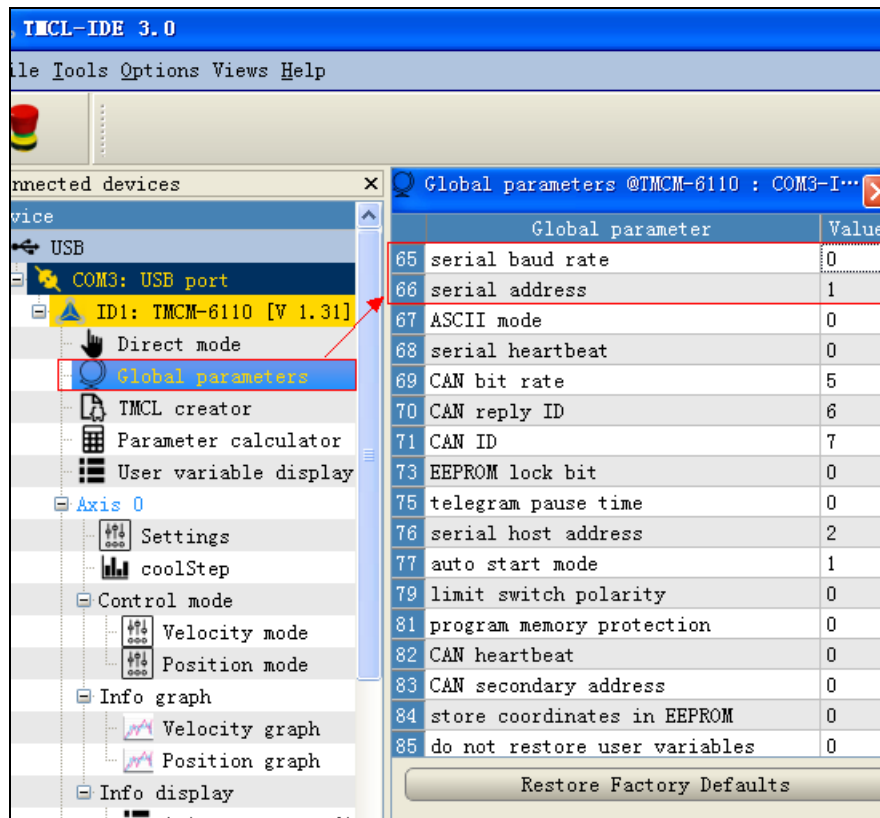 TMCL-IDE 3.0
ile Tools Options Views Help
nnected devices
vice
USB
COM3: USB port
ID1: TMCM-6110 [V 1.31]
Direct mode
Global parameters
TMCL creator
Parameter calculator
User variable display
Axis 0
Settings
coolStep
Control mode
Velocity mode
Position mode
Info graph
Velocity graph
Position graph
Info display
Global parameters @TMCM-6110 : COM3-I...
Global parameter Value
65 serial baud rate 0
66 serial address 1
67 ASCII mode 0
68 serial heartbeat 0
69 CAN bit rate 5
70 CAN reply ID 6
71 CAN ID 7
73 EEPROM lock bit 0
75 telegram pause time 0
76 serial host address 2
77 auto start mode 1
79 limit switch polarity 0
81 program memory protection 0
82 CAN heartbeat 0
83 CAN secondary address 0
84 store coordinates in EEPROM 0
85 do not restore user variables 0
Restore Factory Defaults